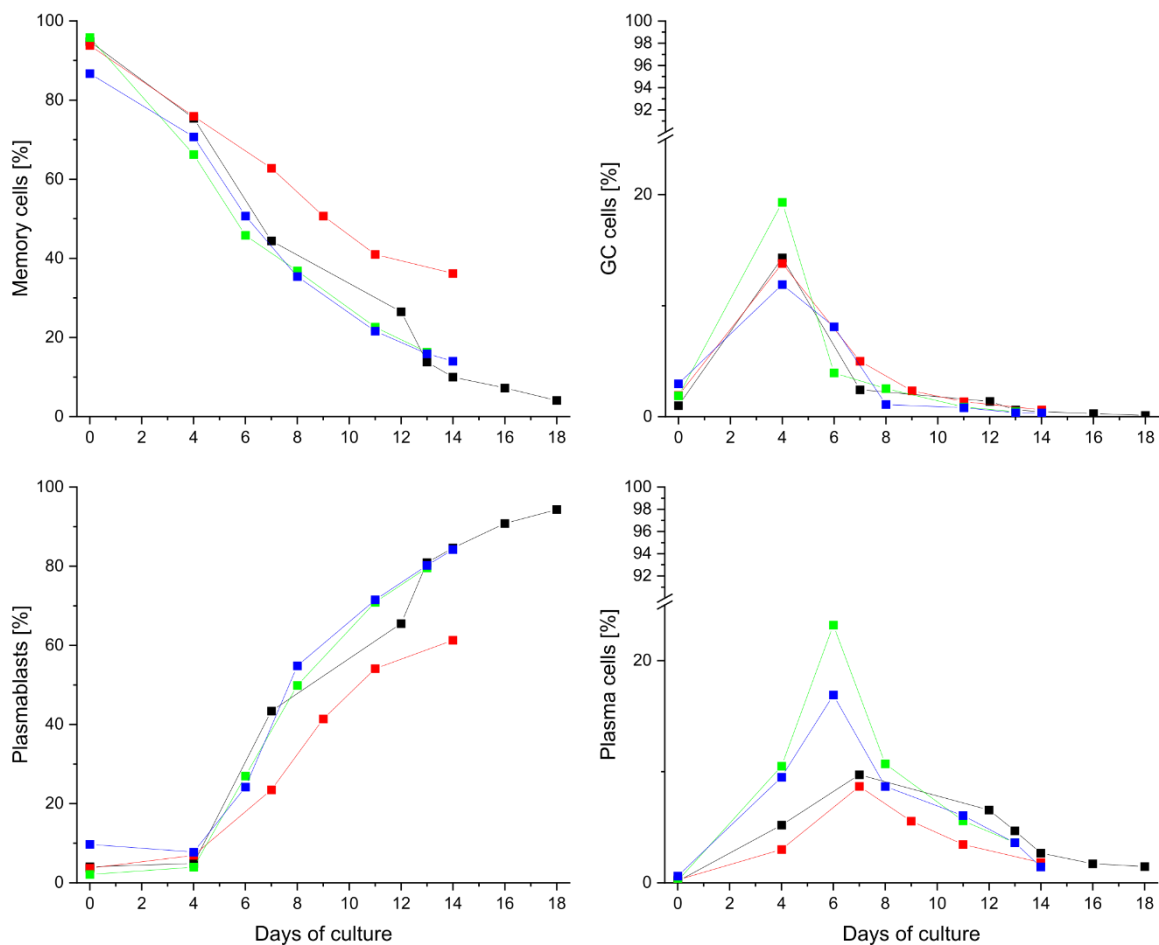 Memory cells [%]
100
80
60
40
20
0
0 2 4 6 8 10 12 14 16 18
GC cells [%]
100
98
96
94
92
20
0
0 2 4 6 8 10 12 14 16 18
Plasmablasts [%]
100
80
60
40
20
0
0 2 4 6 8 10 12 14 16 18
Days of culture
Plasma cells [%]
100
98
96
94
92
20
0
0 2 4 6 8 10 12 14 16 18
Days of culture